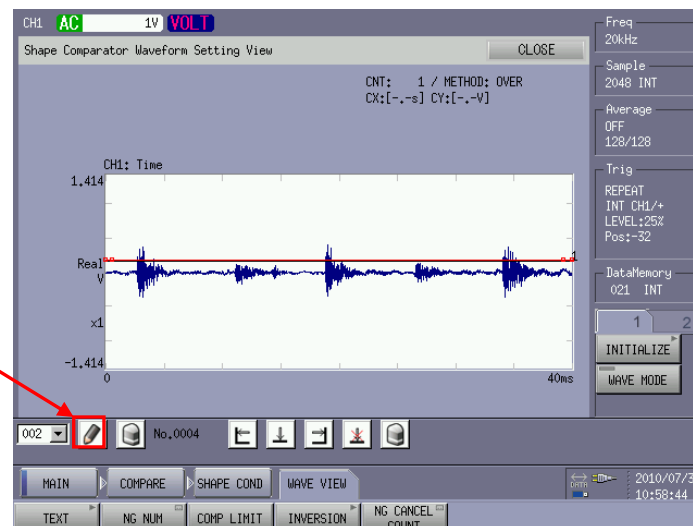 CH1 AC 1V VOLT
Shape Comparator Waveform Setting View CLOSE
CNT: 1 / METHOD: OVER
CX:[-.-s] CY:[-.-V]
CH1: Time
1.414
Real
V
x1
-1.414
0 40ms
1
Freq
20kHz
Sample
2048 INT
Average
OFF
128/128
Trig
REPEAT
INT CH1/+
LEVEL:25%
Pos:-32
DataMemory
021 INT
1 2
INITIALIZE
WAVE MODE
002 No.0004
MAIN COMPARE SHAPE COND WAVE VIEW
DATA
2010/07/3
10:58:44
TEXT NG NUM COMP LIMIT INVERSION NG CANCEL
COUNT